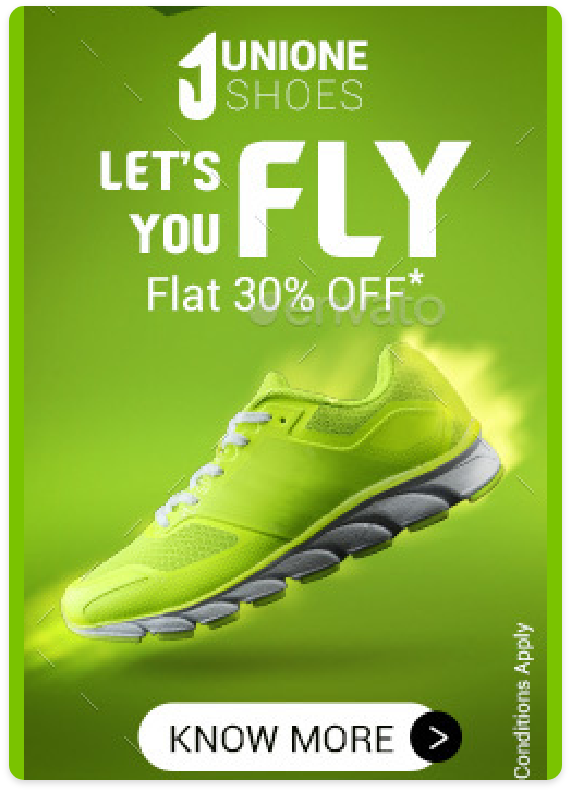 UNIONE
SHOES
LET'S
YOU FLY
Flat 30% OFF*
envato
KNOW MORE >
Conditions Apply